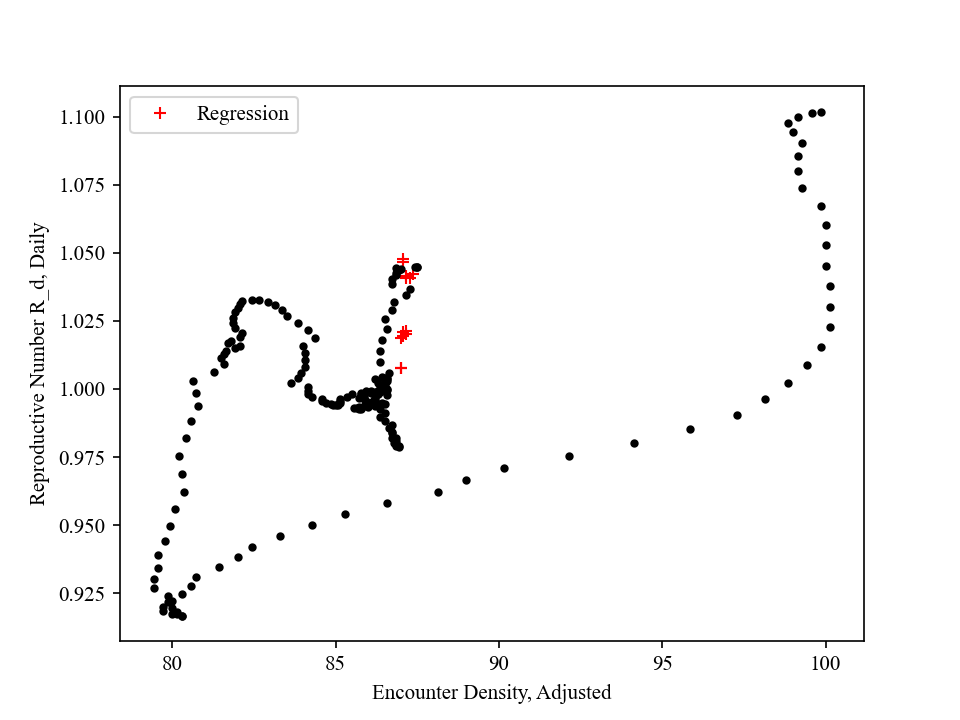 Regression
1.100
1.075
1.050
1.025
1.000
0.975
0.950
0.925
Reproductive Number R_d, Daily
80 85 90 95 100
Encounter Density, Adjusted